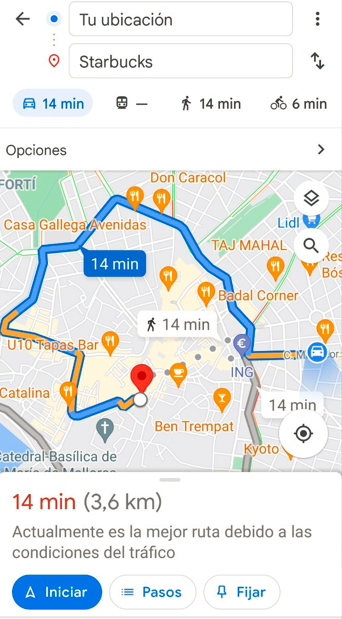 Tu ubicación
Starbucks
14 min
—
14 min
6 min
Opciones
FORTÍ
Don Caracol
Casa Gallega Avenidas
Lidl
TAJ MAHAL
Res
Bós
14 min
Badal Corner
14 min
U10 Tapas Bar
ING
Catalina
14 min
Ben Trempat
Kyoto
Catedral-Basílica de
14 min (3,6 km)
Actualmente es la mejor ruta debido a las
condiciones del tráfico
Iniciar
Pasos
Fijar